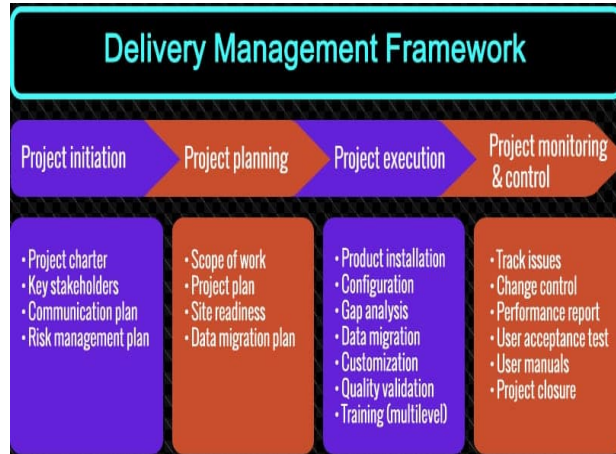 Delivery Management Framework
Project initiation
Project planning
Project execution
Project monitoring
& control
• Project charter
• Key stakeholders
• Communication plan
• Risk management plan
• Scope of work
• Project plan
• Site readiness
• Data migration plan
• Product installation
• Configuration
• Gap analysis
• Data migration
• Customization
• Quality validation
• Training (multilevel)
• Track issues
• Change control
• Performance report
• User acceptance test
• User manuals
• Project closure